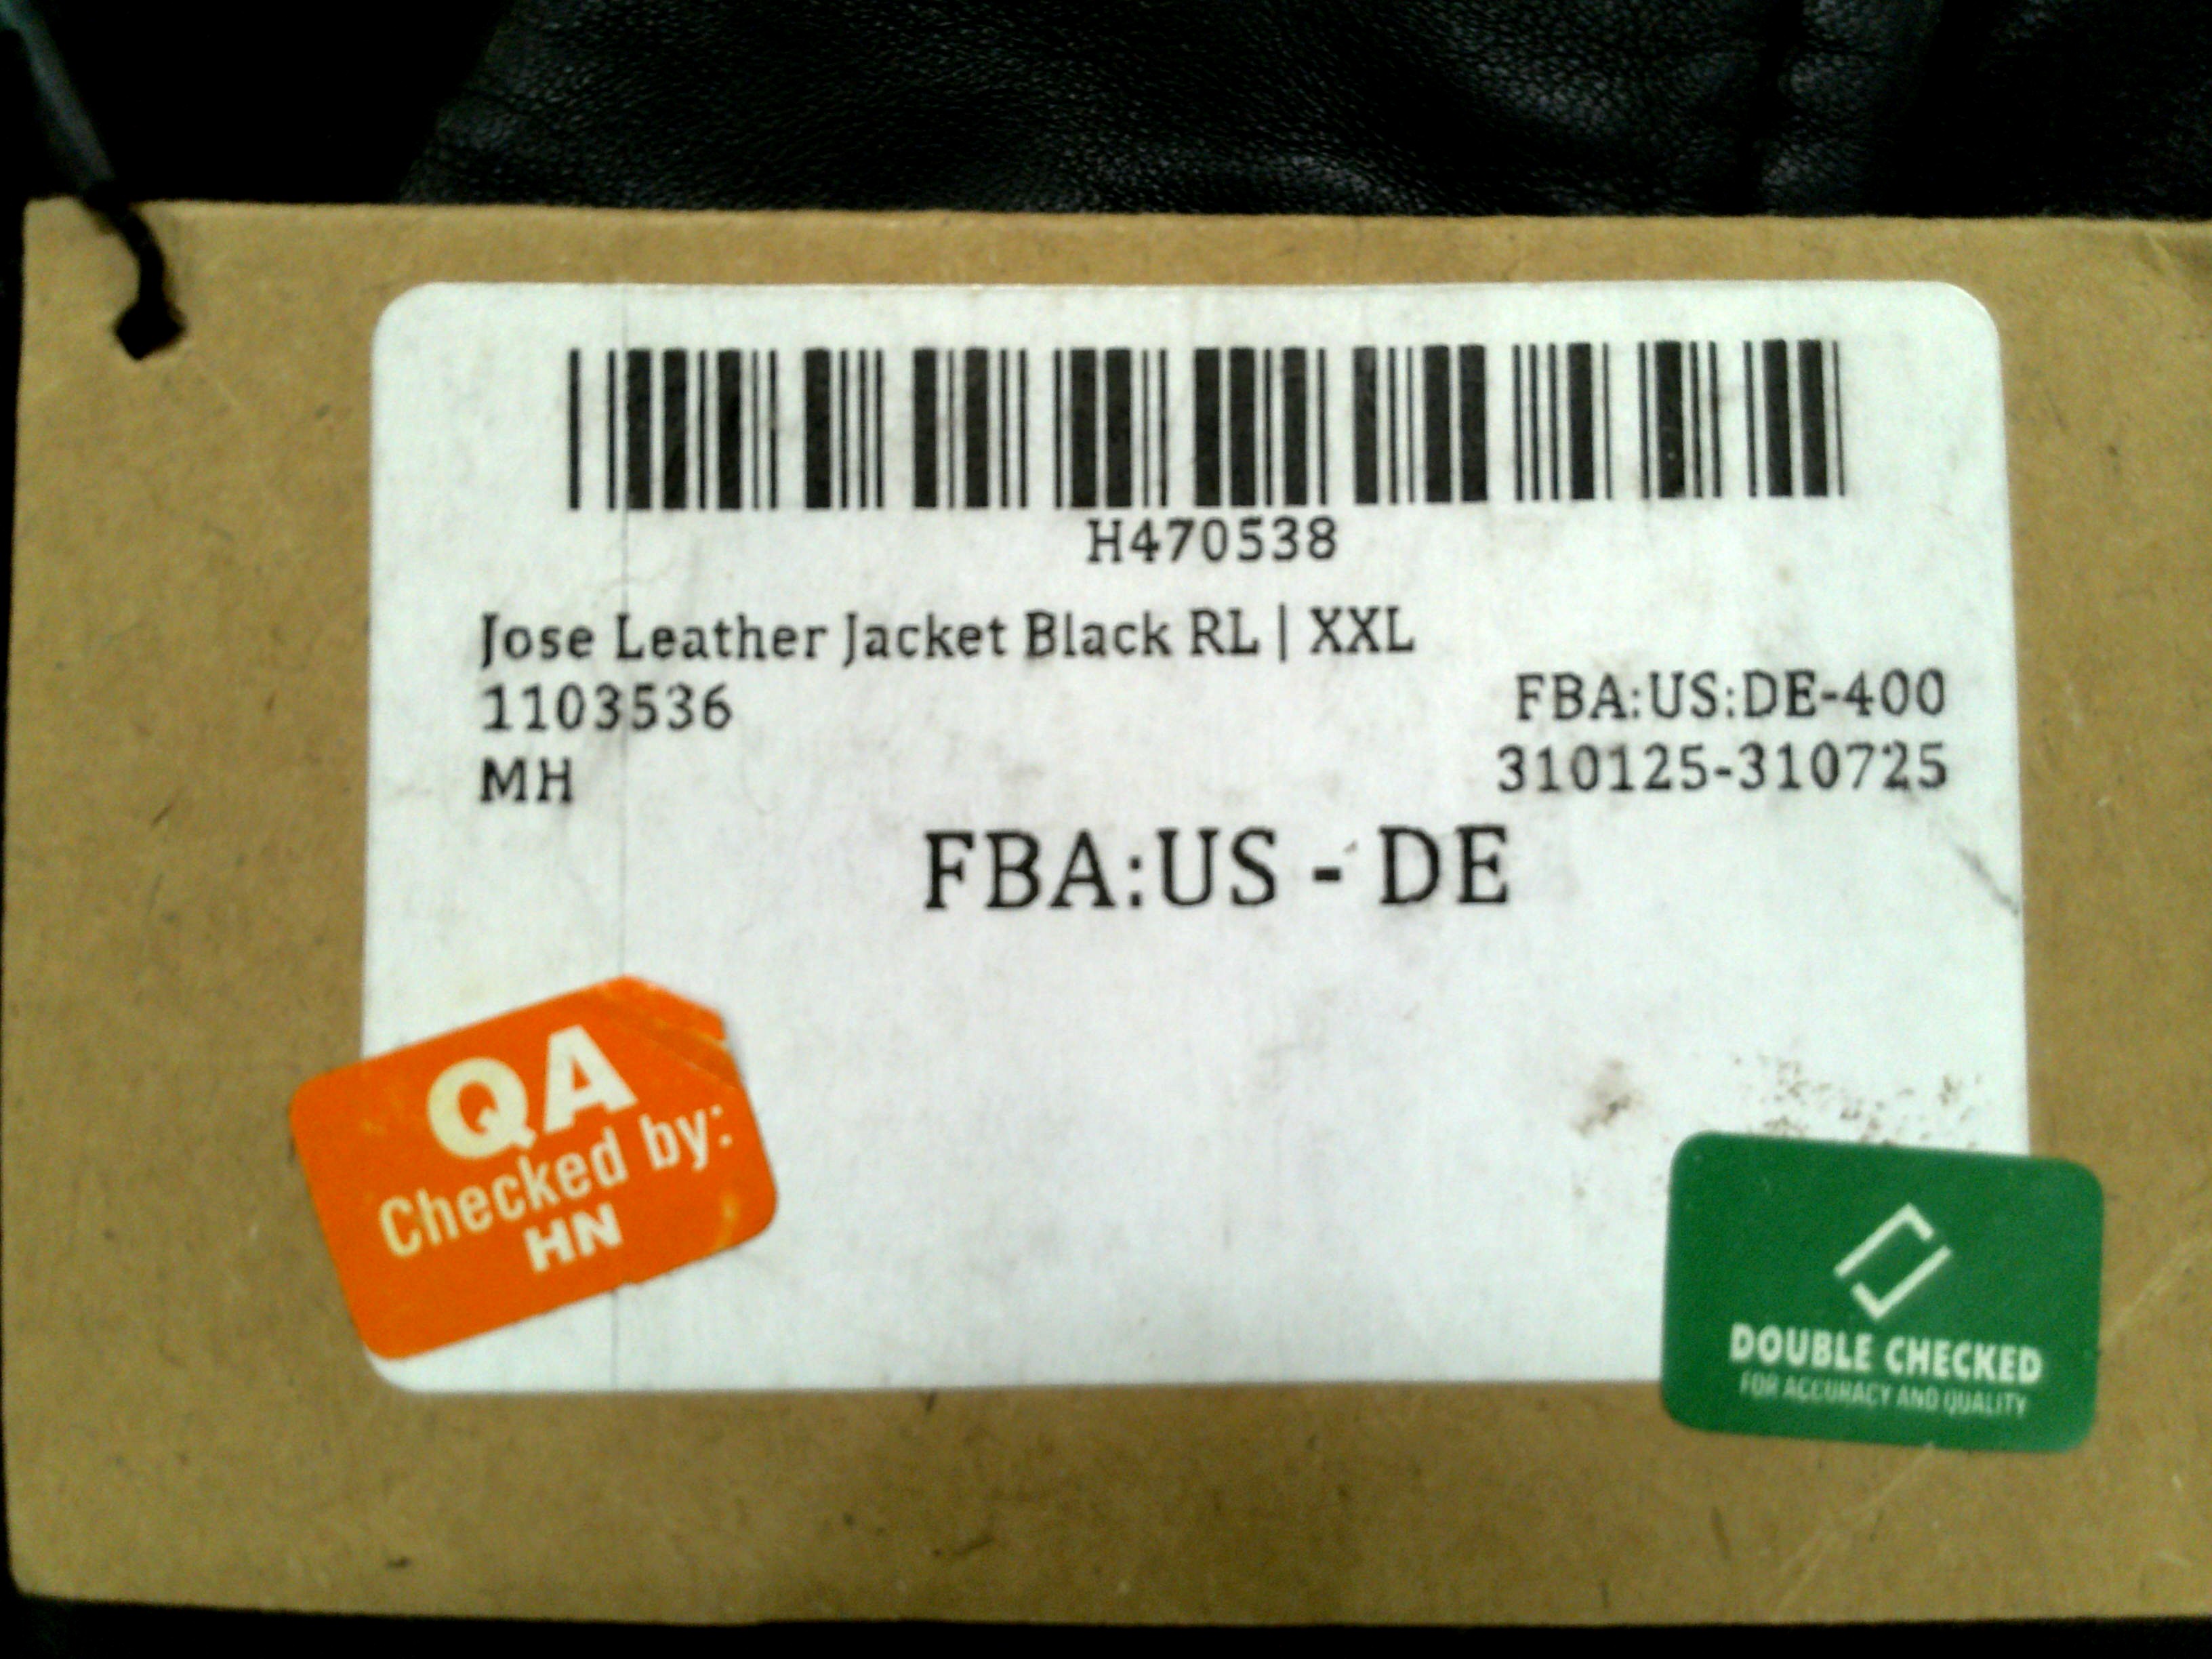 H470538
Jose Leather Jacket Black RL | XXL
1103536
FBA:US:DE-400
MH
310125-310725
FBA:US - DE
QA
Checked by:
HN
DOUBLE CHECKED
FOR ACCURACY AND QUALITY